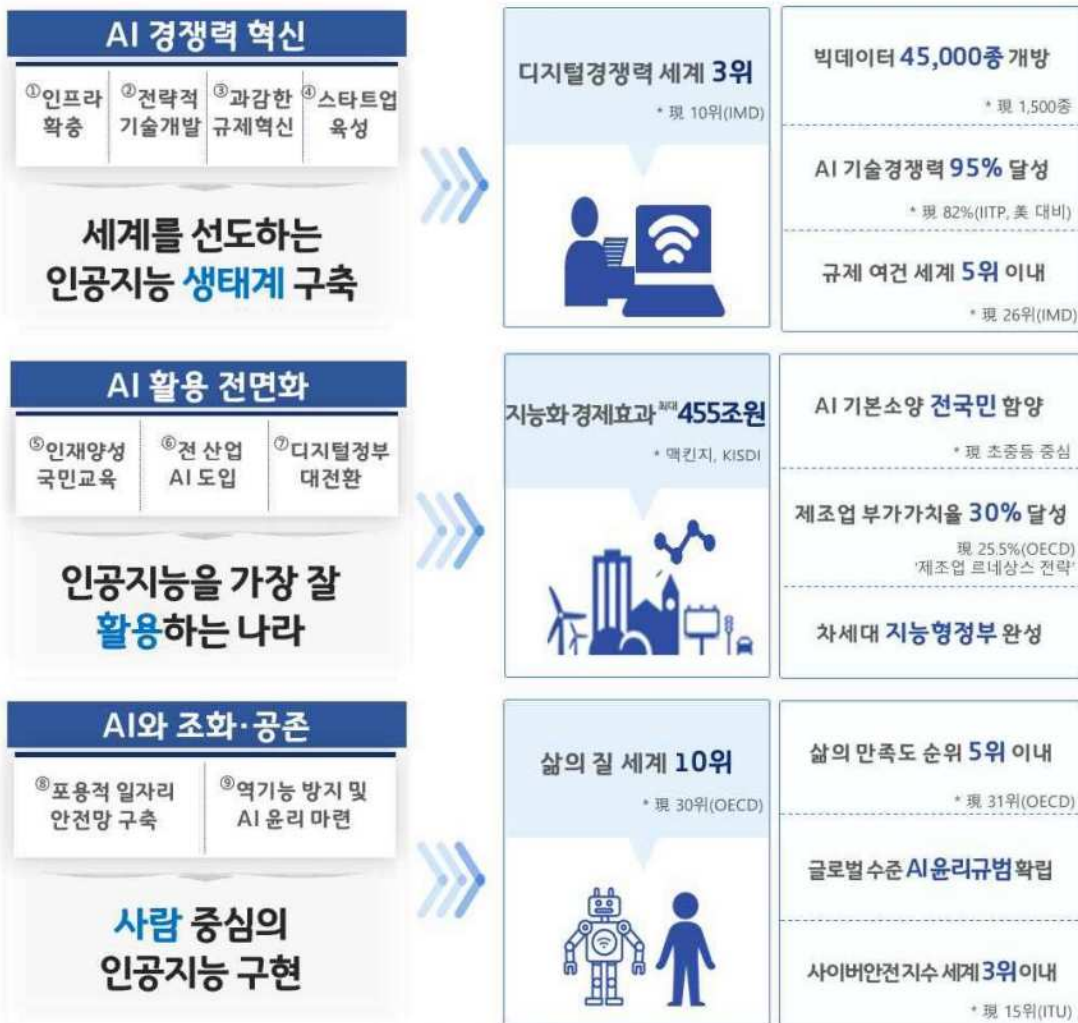 AI 경쟁력 혁신
①인프라 확충
②전략적 기술개발
③과감한 규제혁신
④스타트업 육성
세계를 선도하는
인공지능 생태계 구축
디지털경쟁력 세계 3위
* 現 10위(IMD)
빅데이터 45,000종 개방
* 現 1,500종
AI 기술경쟁력 95% 달성
* 現 82%(IITP, 美 대비)
규제 여건 세계 5위 이내
* 現 26위(IMD)
AI 활용 전면화
⑤인재양성 국민교육
⑥전 산업 AI 도입
⑦디지털정부 대전환
인공지능을 가장 잘
활용하는 나라
지능화 경제효과 최대 455조원
* 맥킨지, KISDI
AI 기본소양 전국민 함양
* 現 초중등 중심
제조업 부가가치율 30% 달성
現 25.5%(OECD)
'제조업 르네상스 전략'
차세대 지능형정부 완성
AI와 조화·공존
⑧포용적 일자리 안전망 구축
⑨역기능 방지 및 AI 윤리 마련
사람 중심의
인공지능 구현
삶의 질 세계 10위
* 現 30위(OECD)
삶의 만족도 순위 5위 이내
* 現 31위(OECD)
글로벌 수준 AI 윤리규범 확립
사이버안전지수 세계 3위 이내
* 現 15위(ITU)